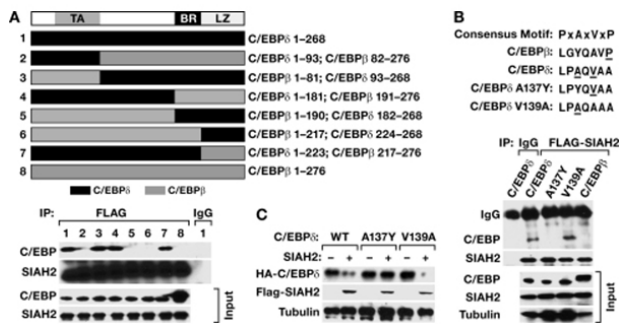 A
TA BR LZ
1 C/EBPδ 1–268
2 C/EBPδ 1–93; C/EBPβ 82–276
3 C/EBPβ 1–81; C/EBPδ 93–268
4 C/EBPδ 1–181; C/EBPβ 191–276
5 C/EBPβ 1–190; C/EBPδ 182–268
6 C/EBPβ 1–217; C/EBPδ 224–268
7 C/EBPδ 1–223; C/EBPβ 217–276
8 C/EBPβ 1–276
C/EBPδ C/EBPβ
IP: FLAG IgG
1 2 3 4 5 6 7 8 1
C/EBP
SIAH2
C/EBP
SIAH2
Input
B
Consensus Motif: PxAxVxP
C/EBPβ: LGYQAVP
C/EBPδ: LPAQVAA
C/EBPδ A137Y: LPYQVAA
C/EBPδ V139A: LPAQAAA
IP: IgG FLAG-SIAH2
C/EBPδ C/EBPδ A137Y V139A C/EBPβ
IgG
C/EBP
SIAH2
C/EBP
SIAH2
Tubulin
Input
C
C/EBPδ: WT A137Y V139A
SIAH2: – + – + – +
HA-C/EBPδ
Flag-SIAH2
Tubulin